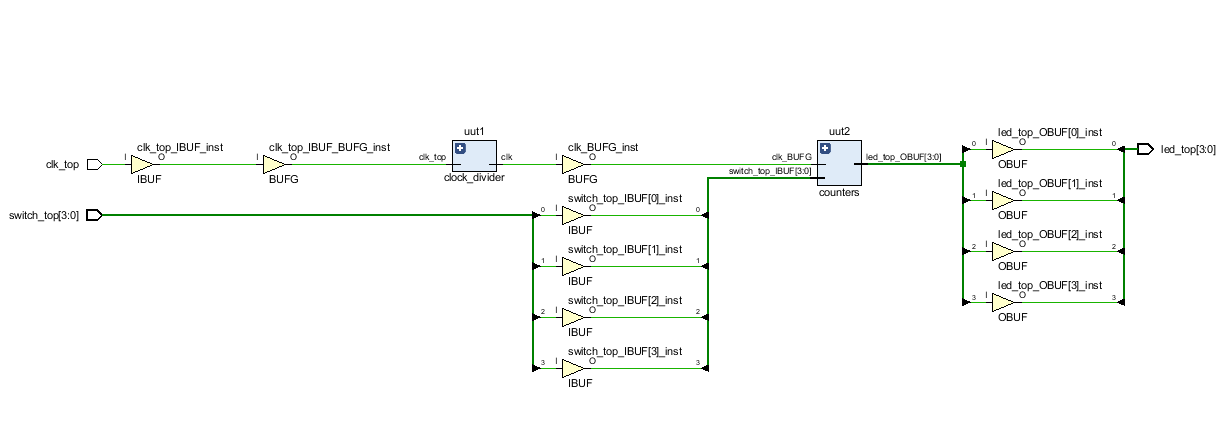 uut1
uut2
led_top_OBUF[0]_inst
clk_top_IBUF_inst
clk_top_IBUF_BUFG_inst
clk_BUFG_inst
clk_top
I
O
IBUF
I
O
BUFG
clk_top
clk
clock_divider
I
O
BUFG
clk_BUFG
switch_top_IBUF[3:0]
led_top_OBUF[3:0]
counters
0
I
O
0
OBUF
led_top[3:0]
switch_top[3:0]
switch_top_IBUF[0]_inst
0
I
O
0
IBUF
led_top_OBUF[1]_inst
1
I
O
1
OBUF
switch_top_IBUF[1]_inst
1
I
O
1
IBUF
led_top_OBUF[2]_inst
2
I
O
2
OBUF
switch_top_IBUF[2]_inst
2
I
O
2
IBUF
led_top_OBUF[3]_inst
3
I
O
3
OBUF
switch_top_IBUF[3]_inst
3
I
O
3
IBUF